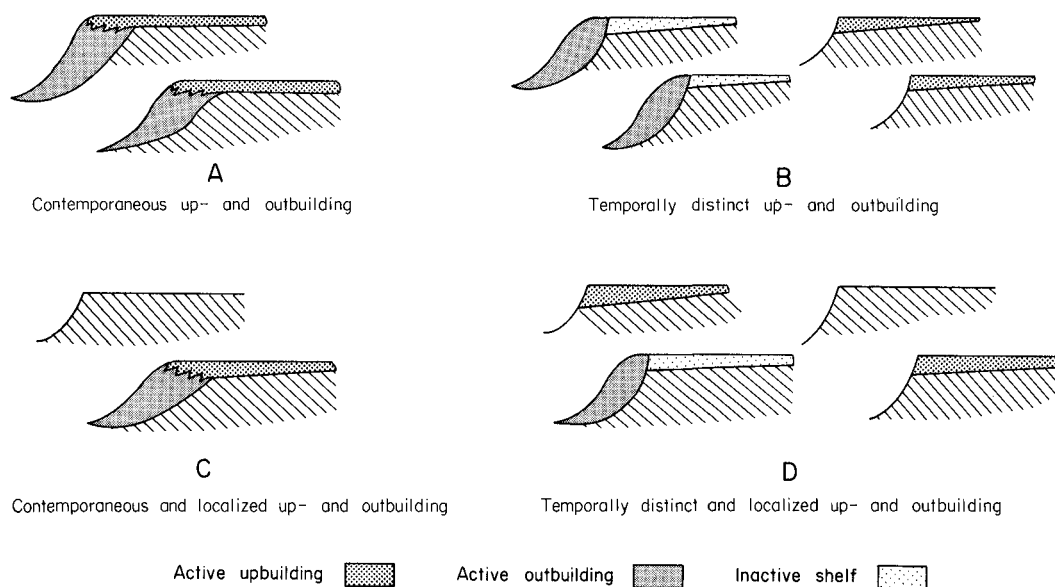 A
Contemporaneous up- and outbuilding
B
Temporally distinct up- and outbuilding
C
Contemporaneous and localized up- and outbuilding
D
Temporally distinct and localized up- and outbuilding
Active upbuilding
Active outbuilding
Inactive shelf